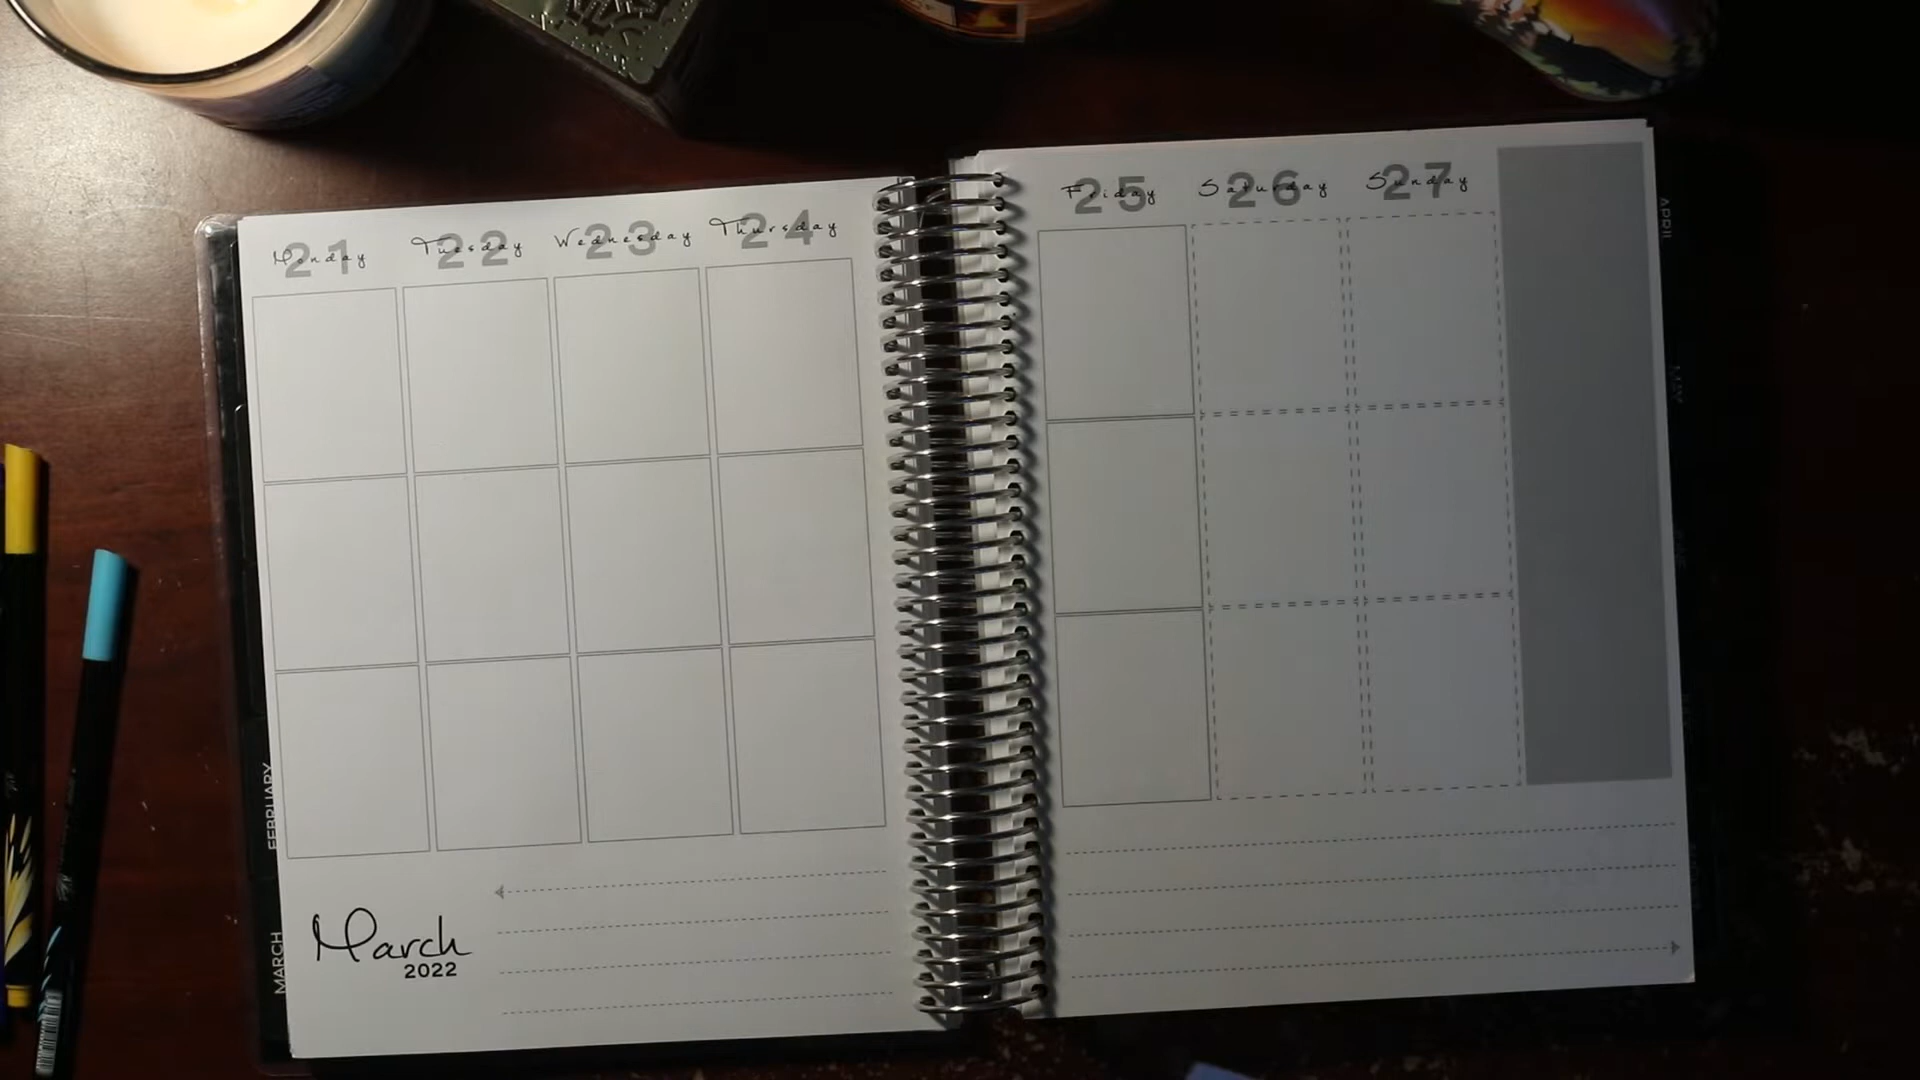 21 Monday
22 Tuesday
23 Wednesday
24 Thursday
25 Friday
26 Saturday
27 Sunday
March
2022
FEBRUARY
MARCH
APRIL
MAY